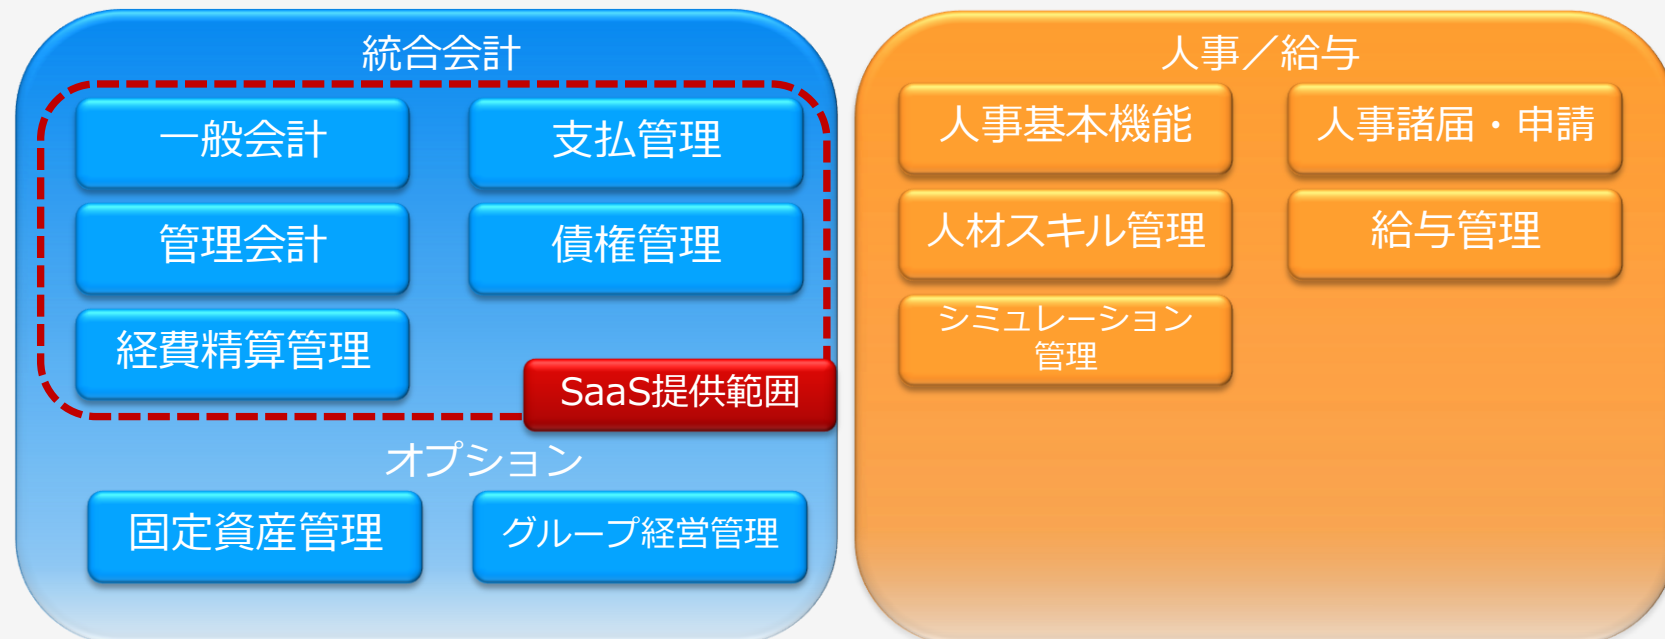 統合会計
一般会計
支払管理
管理会計
債権管理
経費精算管理
SaaS提供範囲
オプション
固定資産管理
グループ経営管理
人事／給与
人事基本機能
人事諸届・申請
人材スキル管理
給与管理
シミュレーション
管理